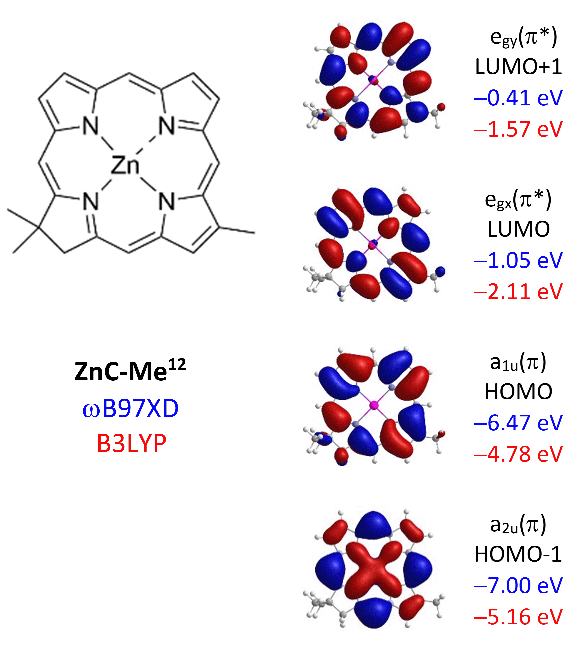 N
N
Zn
N
N
ZnC-Me¹²
ωB97XD
B3LYP
e_gy(π*)
LUMO+1
−0.41 eV
−1.57 eV
e_gx(π*)
LUMO
−1.05 eV
−2.11 eV
a_1u(π)
HOMO
−6.47 eV
−4.78 eV
a_2u(π)
HOMO-1
−7.00 eV
−5.16 eV